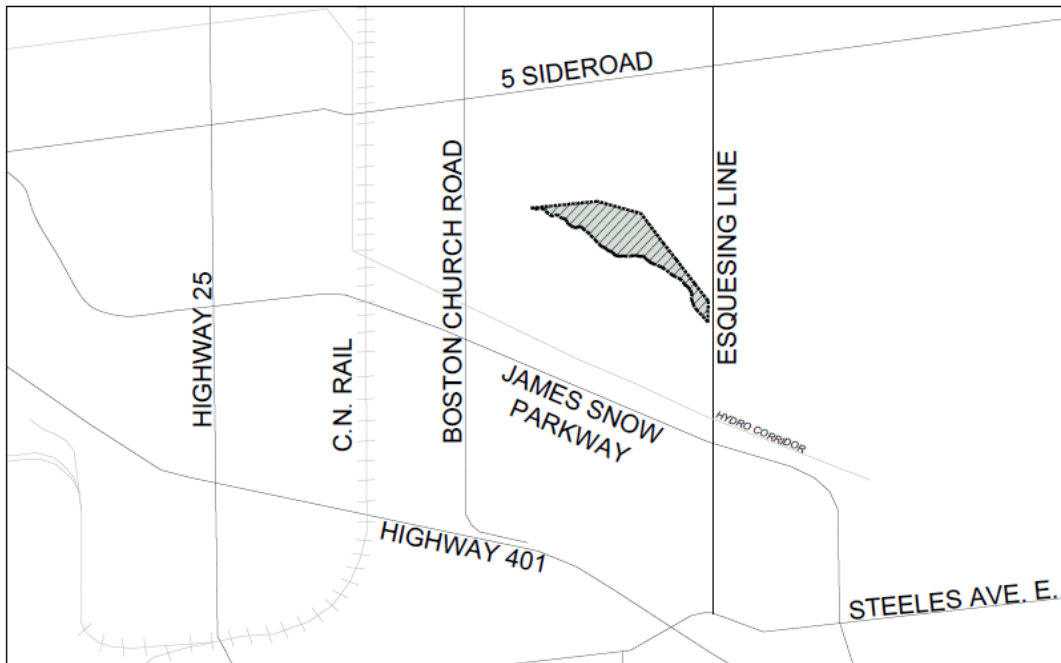 5 SIDEROAD
BOSTON CHURCH ROAD
ESQUESING LINE
HIGHWAY 25
C.N. RAIL
JAMES SNOW
PARKWAY
HYDRO CORRIDOR
HIGHWAY 401
STEELES AVE. E.